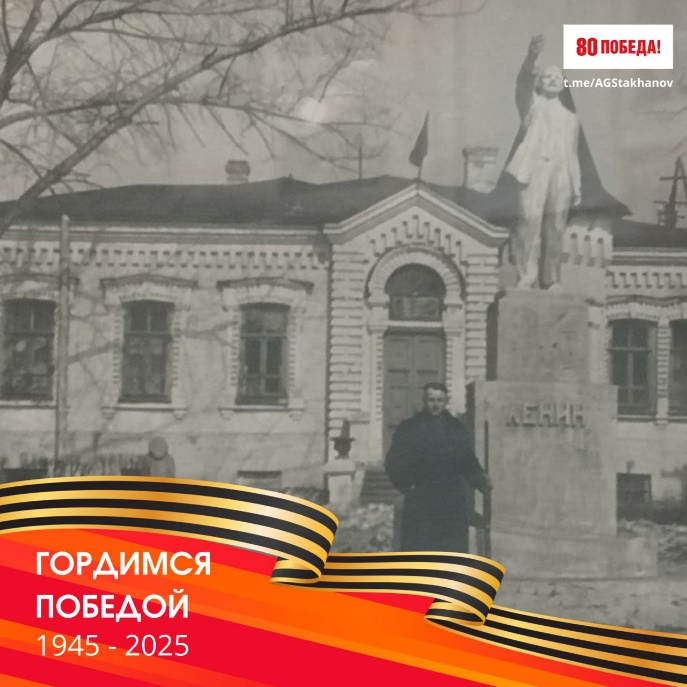 80 ПОБЕДА!
t.me/AGStakhanov
ЛЕНИН
ГОРДИМСЯ
ПОБЕДОЙ
1945 - 2025